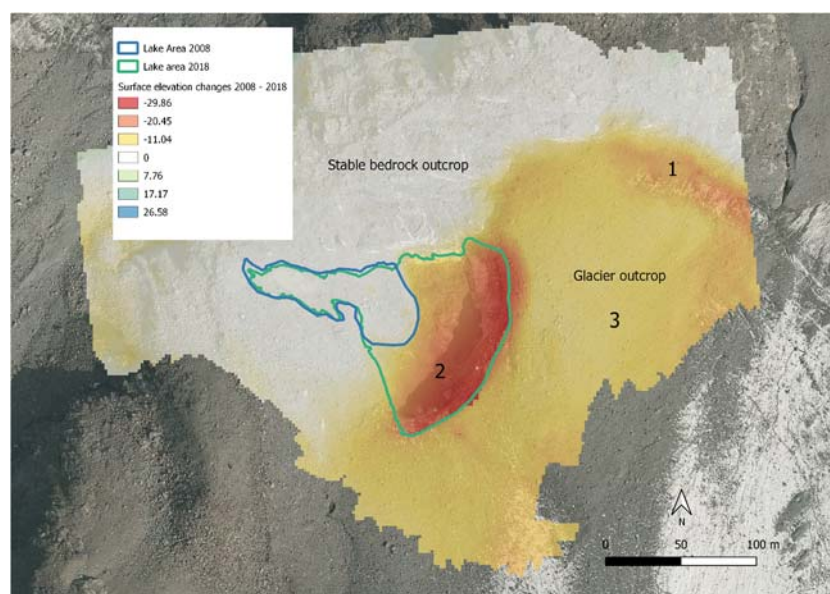 Lake Area 2008
Lake area 2018
Surface elevation changes 2008 - 2018
-29.86
-20.45
-11.04
0
7.76
17.17
26.58
Stable bedrock outcrop
1
Glacier outcrop
3
2
N
0 50 100 m